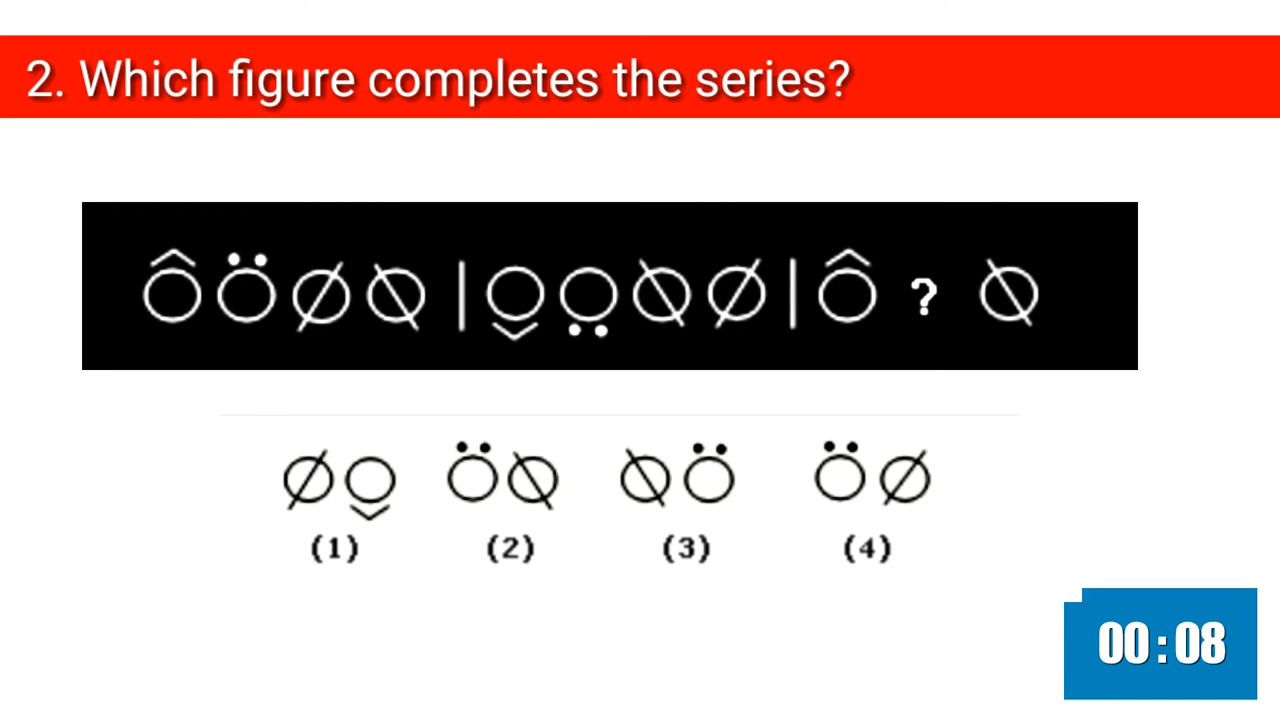 2. Which figure completes the series?
?
(1) (2) (3) (4)
00:08